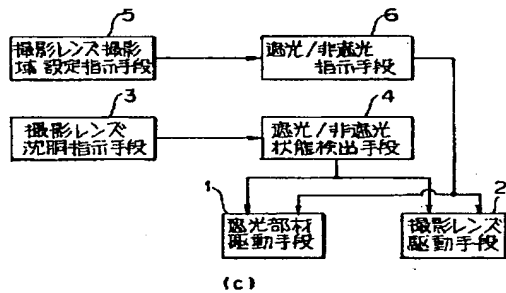 5
撮影レンズ撮影
域設定指示手段
6
遮光/非遮光
指示手段
3
撮影レンズ
沈胴指示手段
4
遮光/非遮光
状態検出手段
1
遮光部材
駆動手段
2
撮影レンズ
駆動手段
(c)